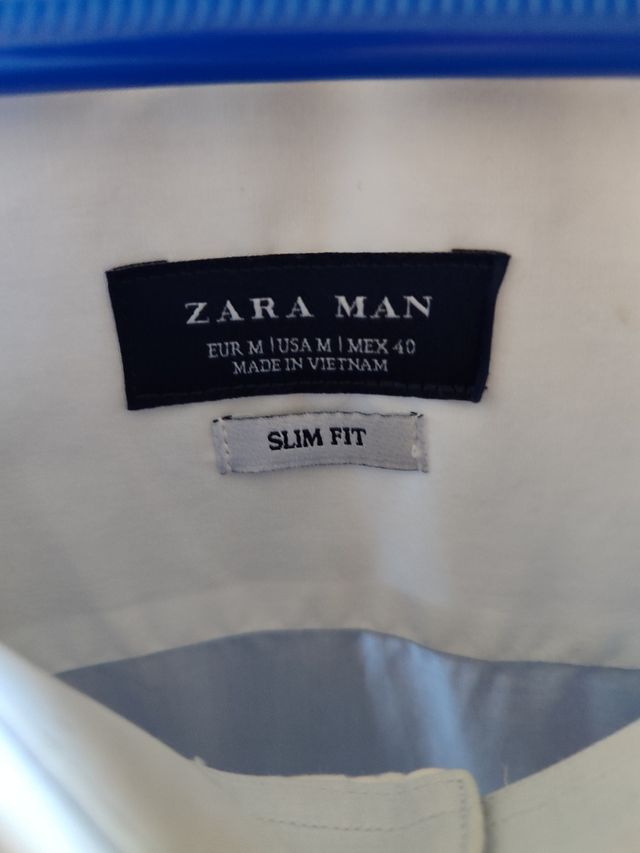 ZARA MAN
EUR M | USA M | MEX 40
MADE IN VIETNAM
SLIM FIT